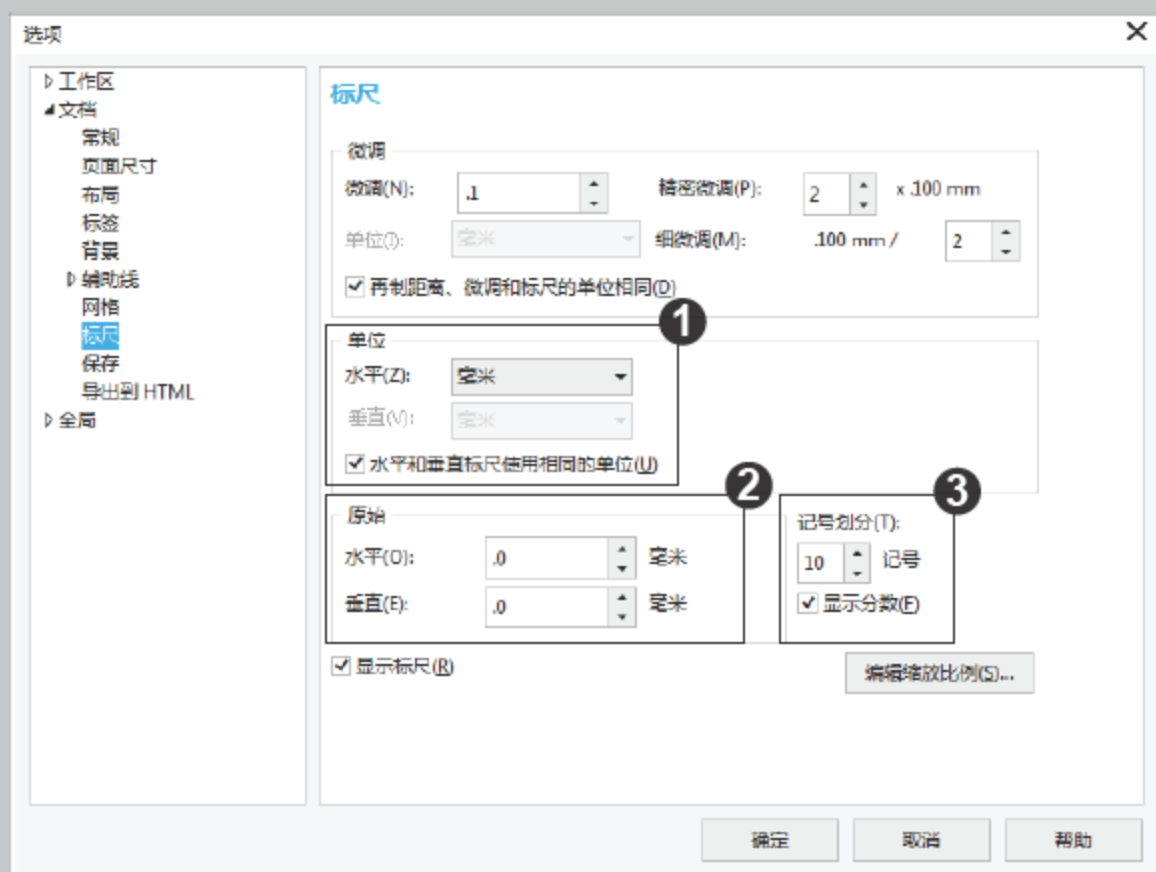 选项
工作区
文档
常规
页面尺寸
布局
标签
背景
辅助线
网格
标尺
保存
导出到 HTML
全局
标尺
微调
微调(N): .1 精密微调(P): 2 x .100 mm
单位(I): 毫米 细微调(M): .100 mm / 2
再制距离、微调和标尺的单位相同(D)
1
单位
水平(Z): 毫米
垂直(V): 毫米
水平和垂直标尺使用相同的单位(U)
2
原始
水平(O): .0 毫米
垂直(E): .0 毫米
3
记号划分(T):
10 记号
显示分数(F)
显示标尺(R)
编辑缩放比例(S)...
确定 取消 帮助